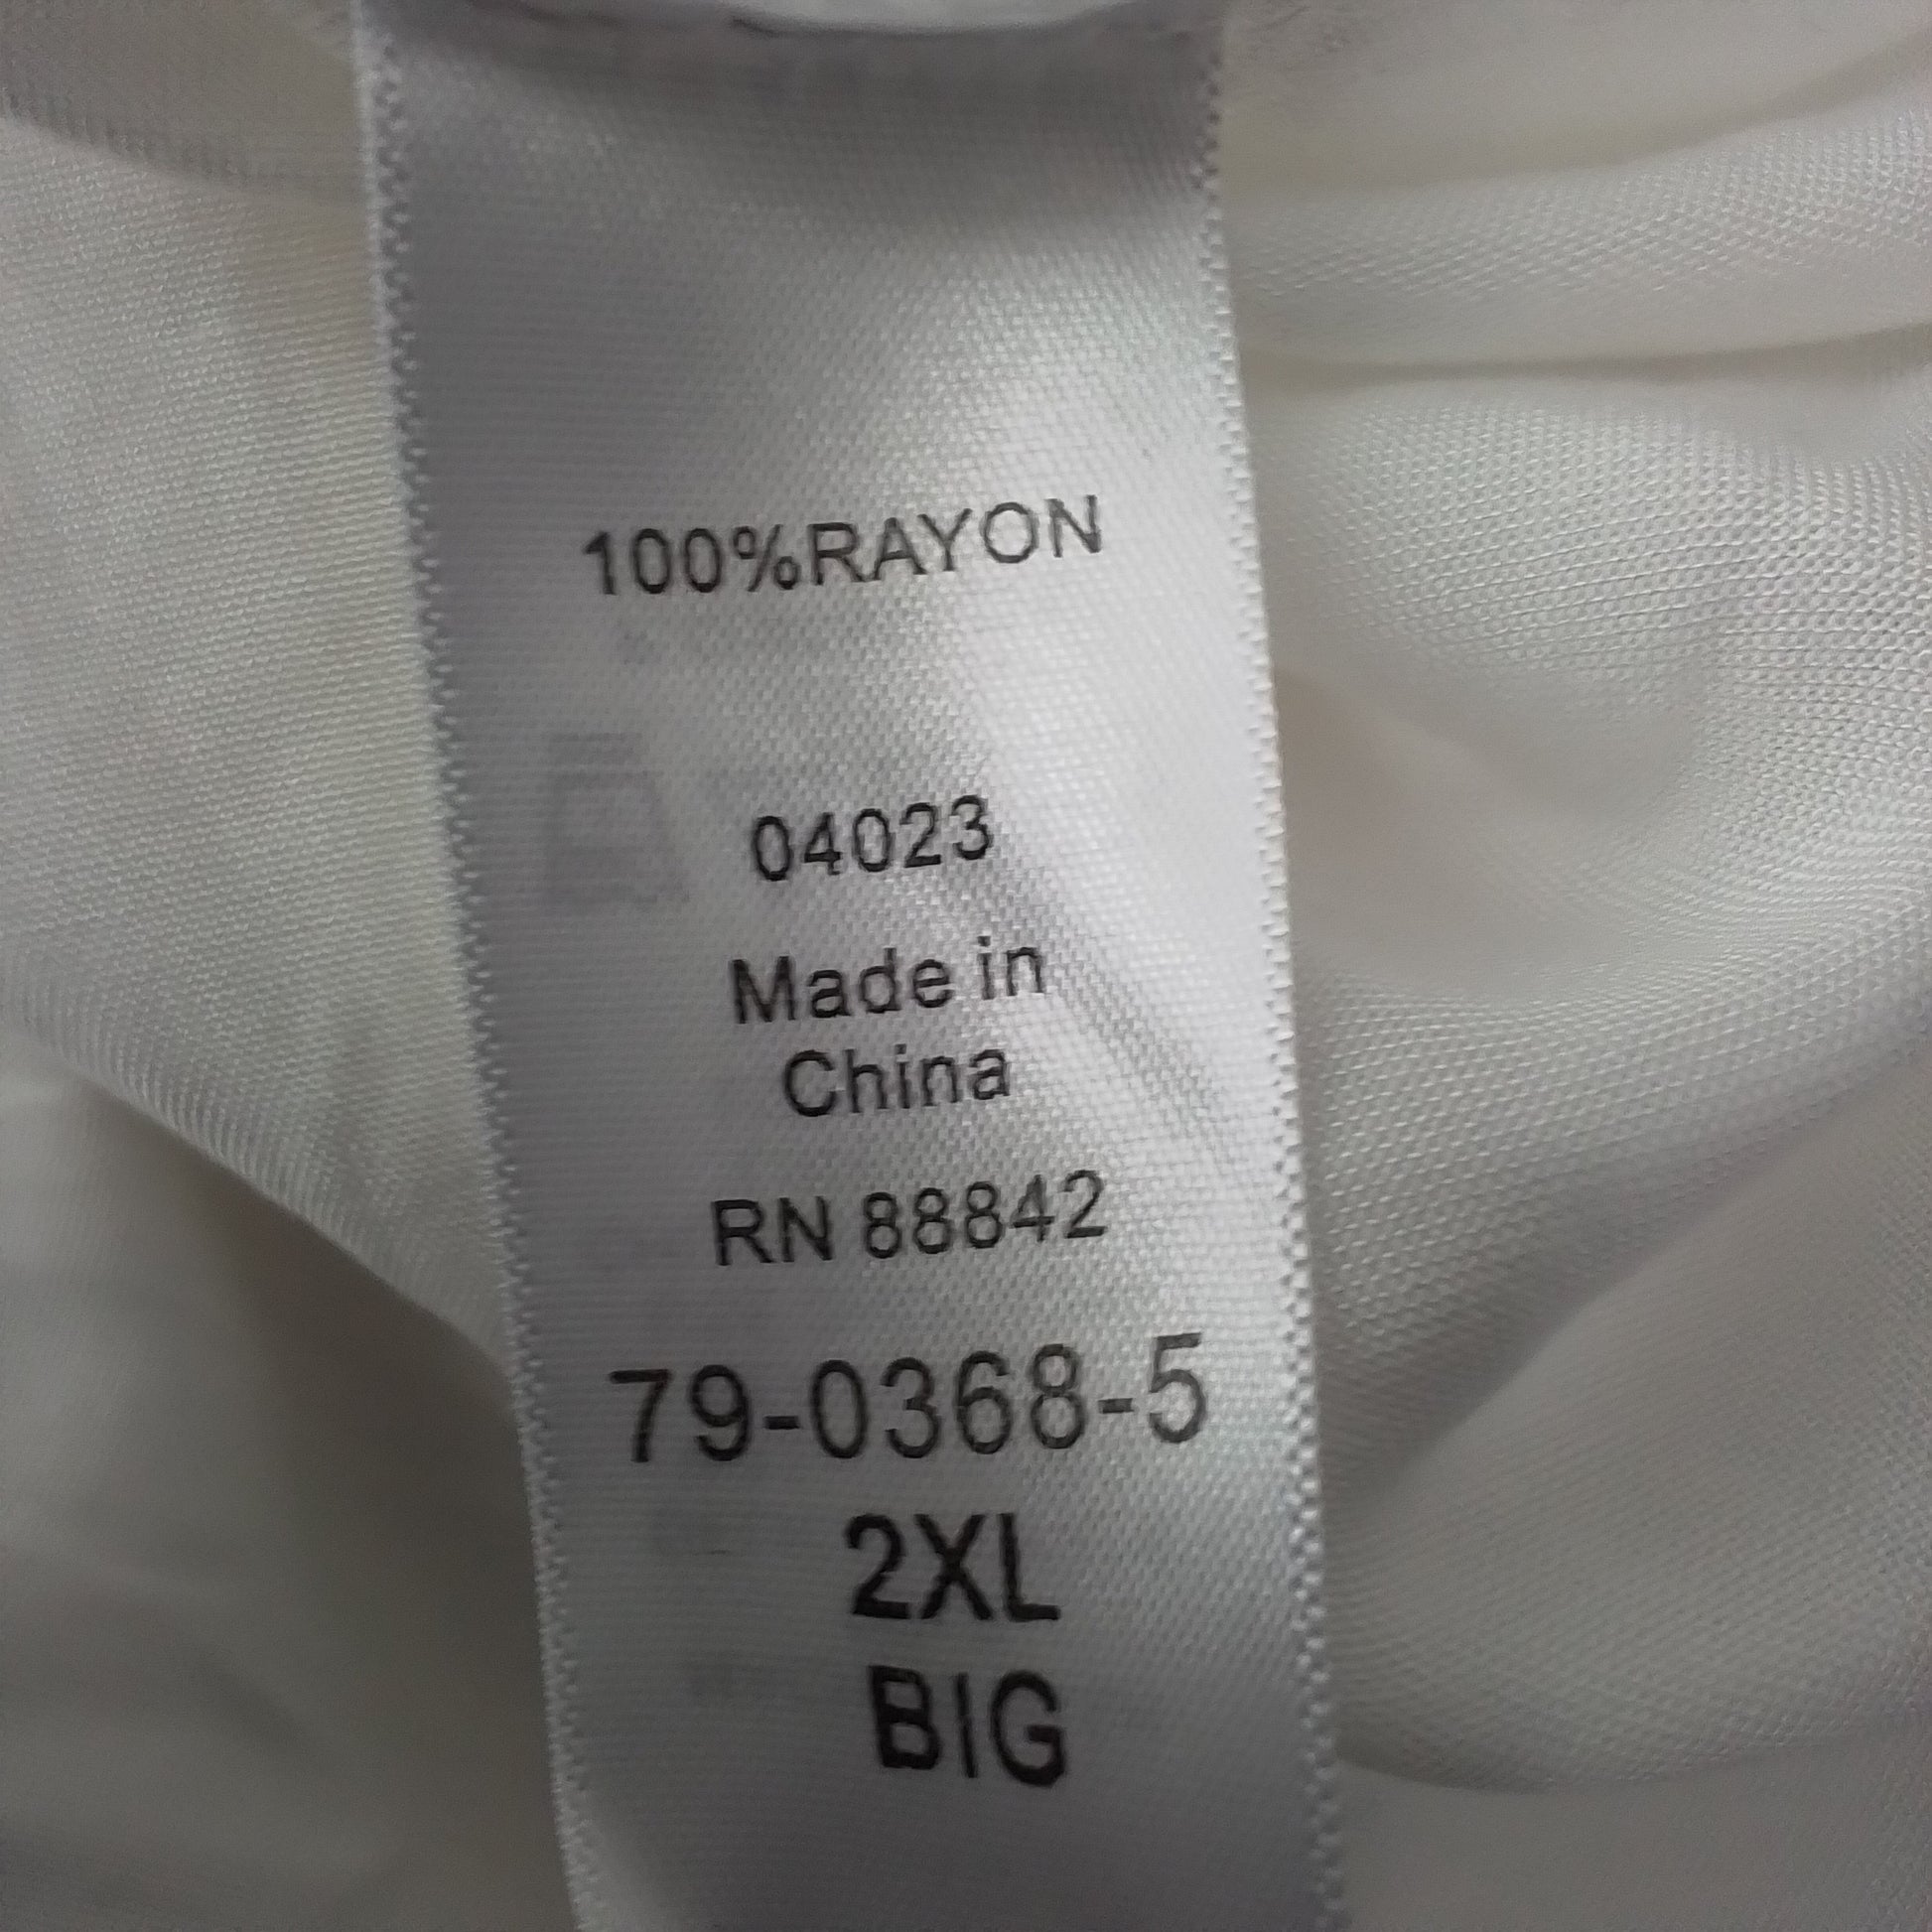 100%RAYON
04023
Made in
China
RN 88842
79-0368-5
2XL
BIG